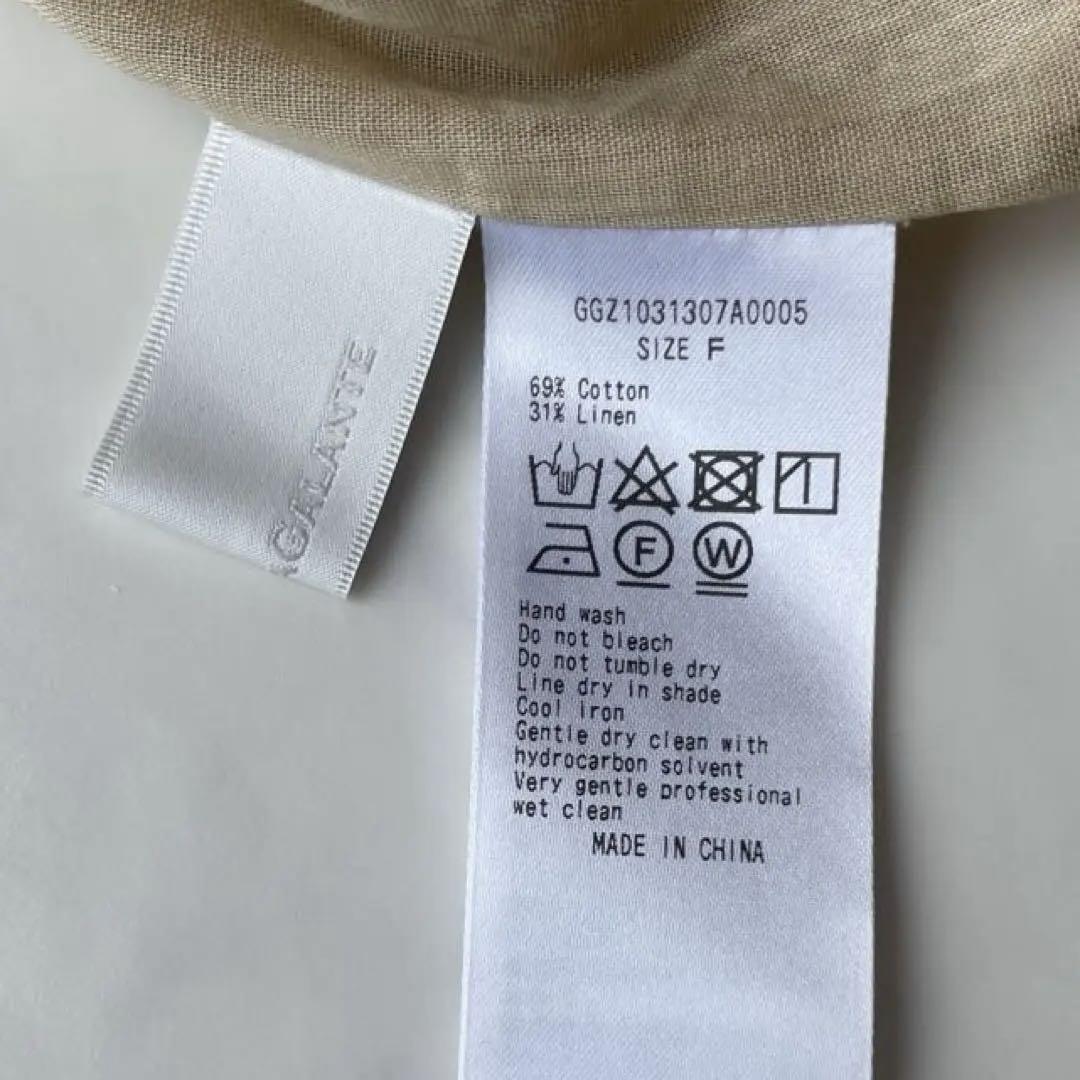 GALANTE
GGZ1031307A0005
SIZE F
69% Cotton
31% Linen
F
W
Hand wash
Do not bleach
Do not tumble dry
Line dry in shade
Cool iron
Gentle dry clean with
hydrocarbon solvent
Very gentle professional
wet clean
MADE IN CHINA